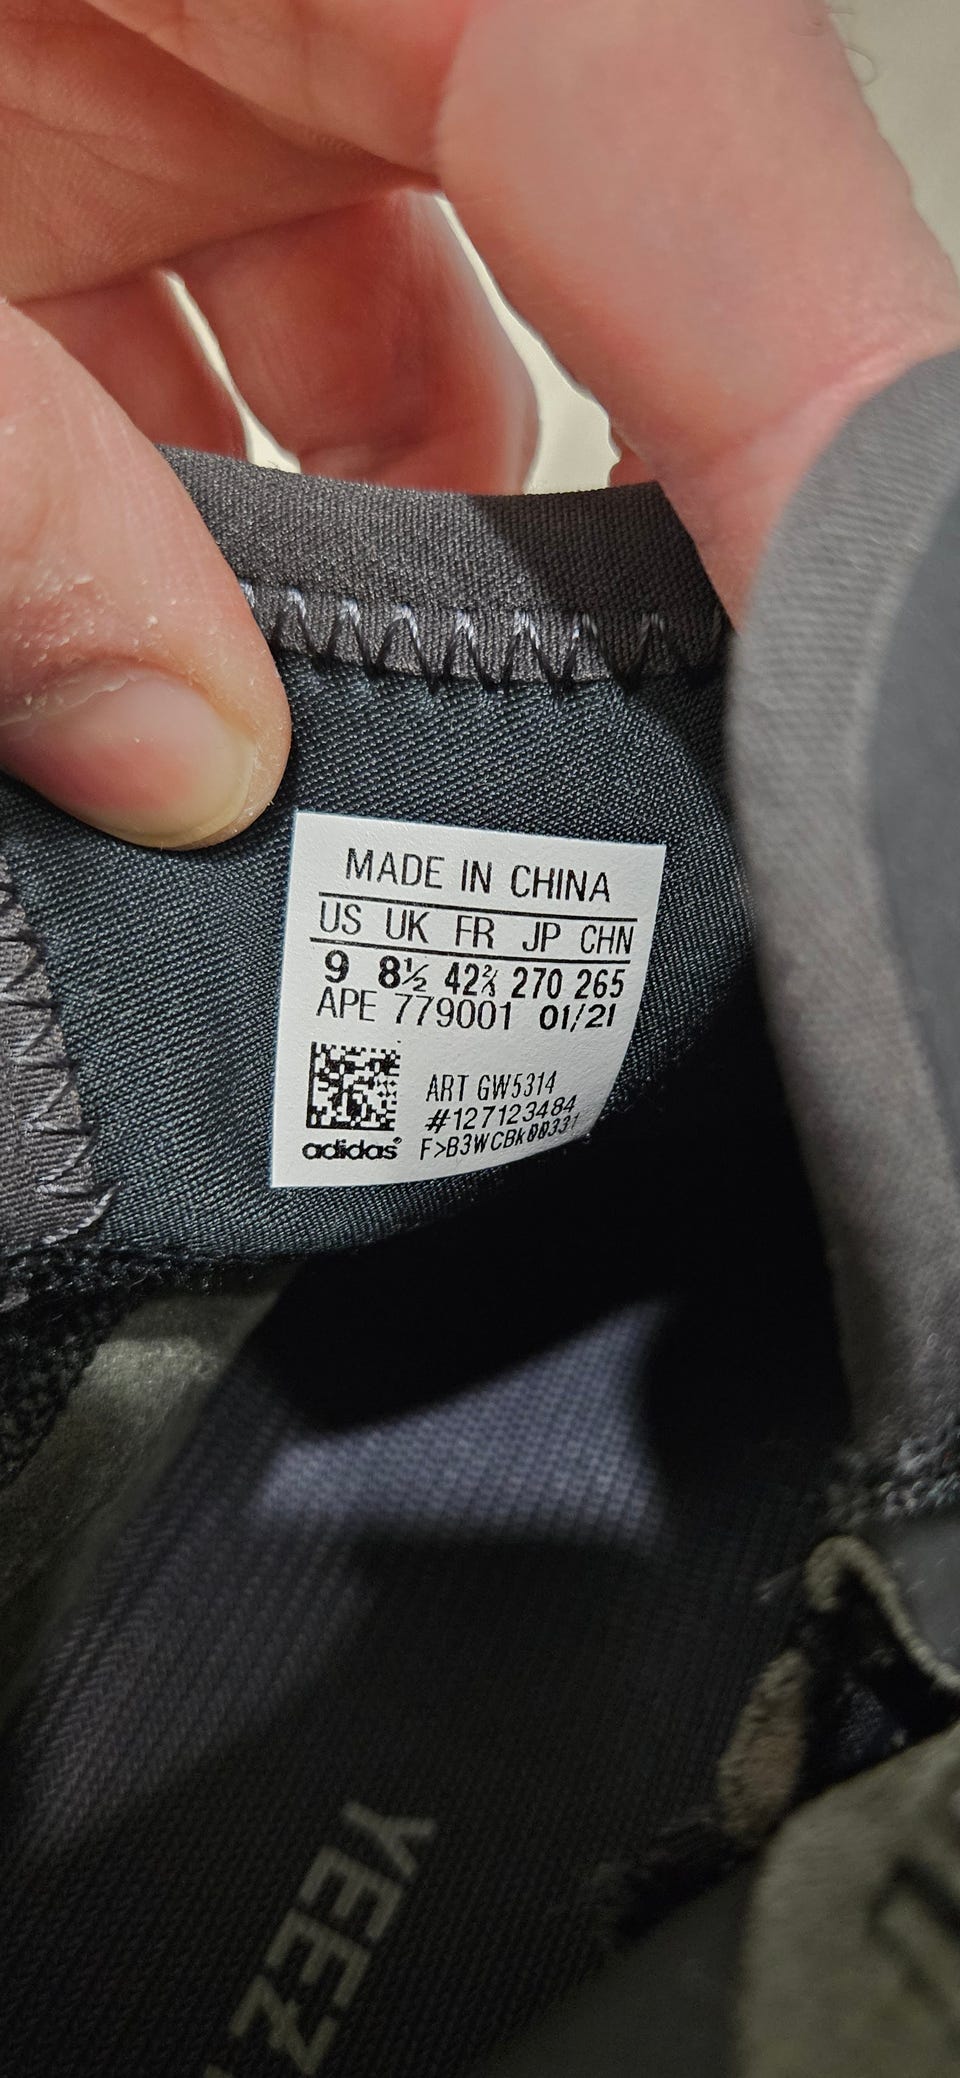 MADE IN CHINA
US UK FR JP CHN
9 8½ 42⅔ 270 265
APE 779001 01/21
ART GW5314
#127123484
adidas®
YEEZ